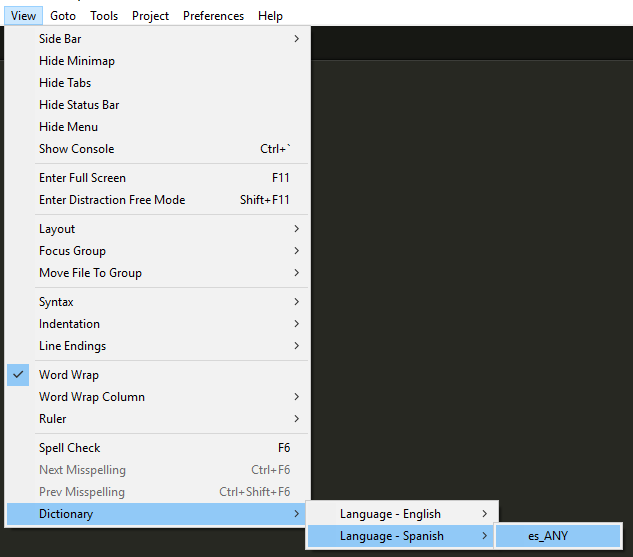 View Goto Tools Project Preferences Help
Side Bar
Hide Minimap
Hide Tabs
Hide Status Bar
Hide Menu
Show Console Ctrl+`
Enter Full Screen F11
Enter Distraction Free Mode Shift+F11
Layout
Focus Group
Move File To Group
Syntax
Indentation
Line Endings
Word Wrap
Word Wrap Column
Ruler
Spell Check F6
Next Misspelling Ctrl+F6
Prev Misspelling Ctrl+Shift+F6
Dictionary Language - English
Language - Spanish es_ANY